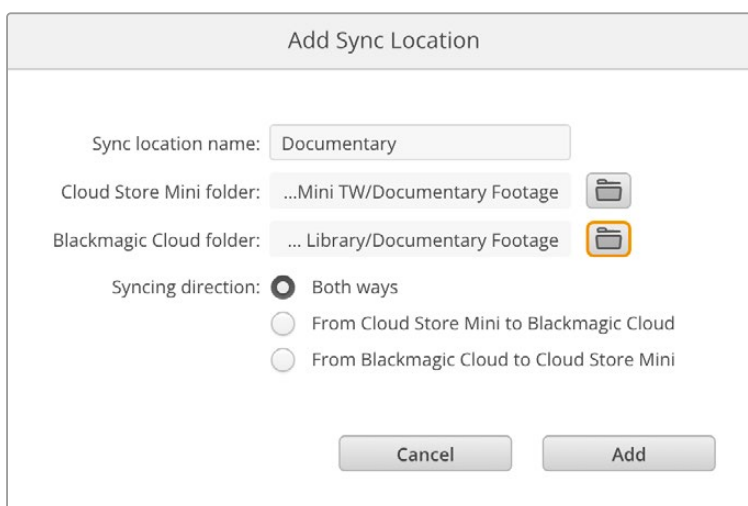 Add Sync Location
Sync location name: Documentary
Cloud Store Mini folder: ...Mini TW/Documentary Footage
Blackmagic Cloud folder: ... Library/Documentary Footage
Syncing direction: Both ways
From Cloud Store Mini to Blackmagic Cloud
From Blackmagic Cloud to Cloud Store Mini
Cancel Add